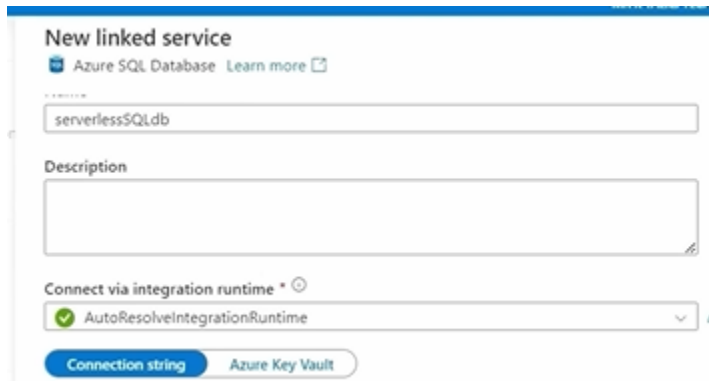 New linked service
Azure SQL Database Learn more
serverlessSQLdb
Description
Connect via integration runtime *
AutoResolveIntegrationRuntime
Connection string Azure Key Vault